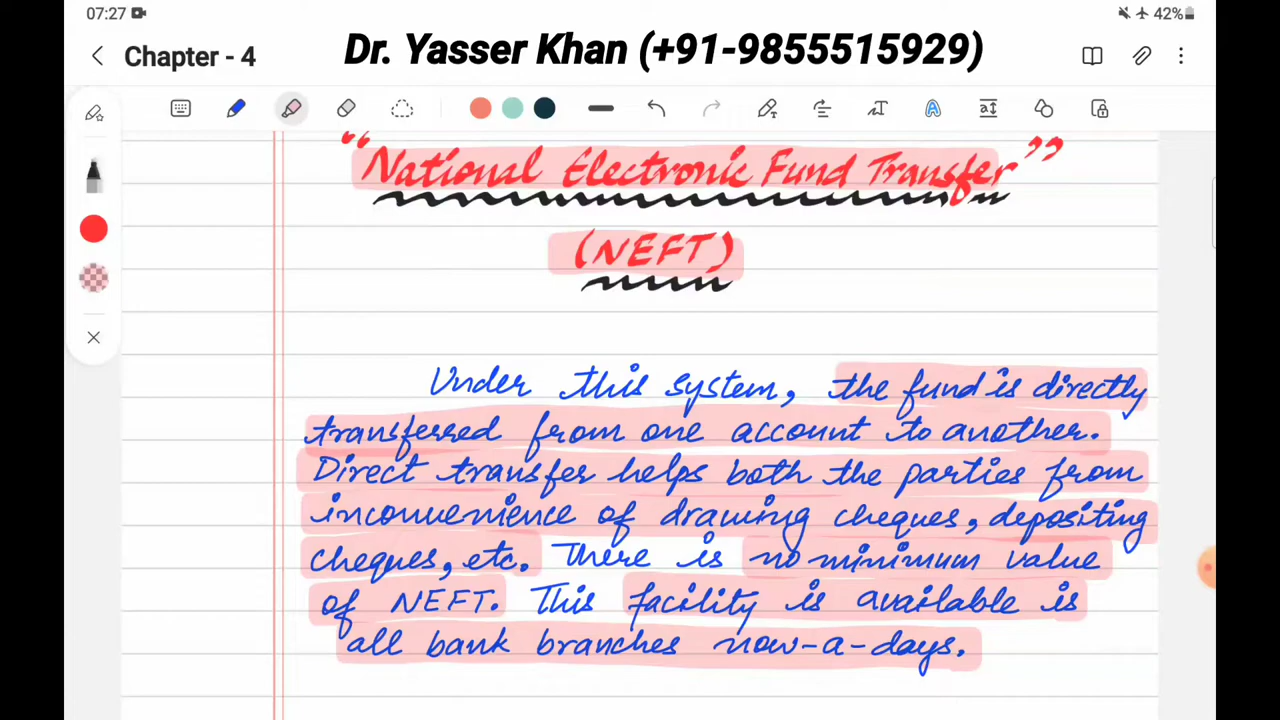 07:27
42%
Chapter - 4
Dr. Yasser Khan (+91-9855515929)
"National Electronic Fund Transfer"
(NEFT)
Under this system, the fund is directly
transferred from one account to another.
Direct transfer helps both the parties from
inconvenience of drawing cheques, depositing
cheques, etc. There is no minimum value
of NEFT. This facility is available is
all bank branches now-a-days.